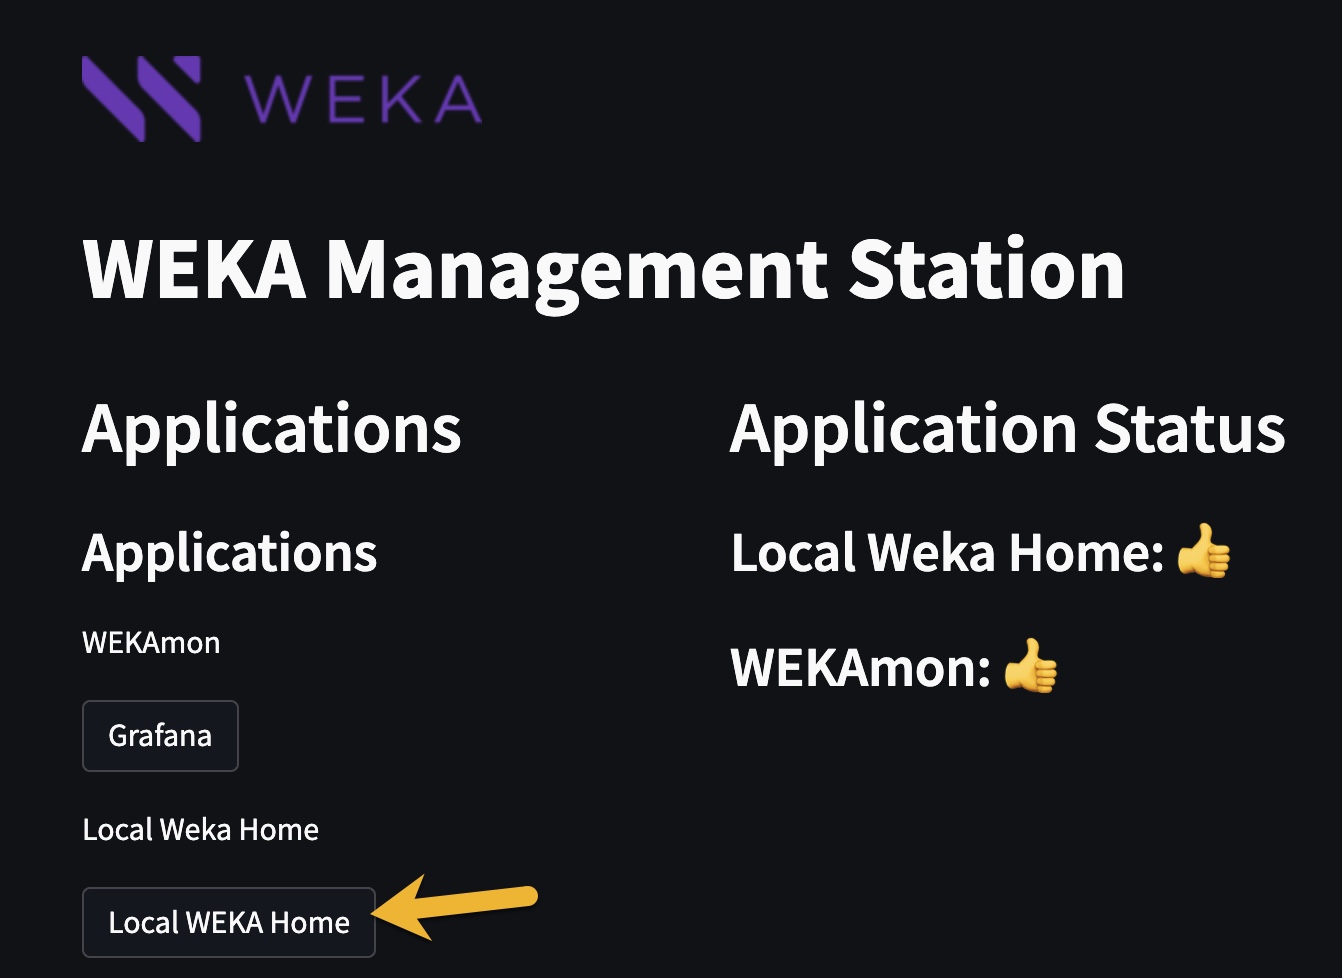 WEKA
WEKA Management Station
Applications
Applications
WEKAmon
Grafana
Local Weka Home
Local WEKA Home
Application Status
Local Weka Home: 👍
WEKAmon: 👍